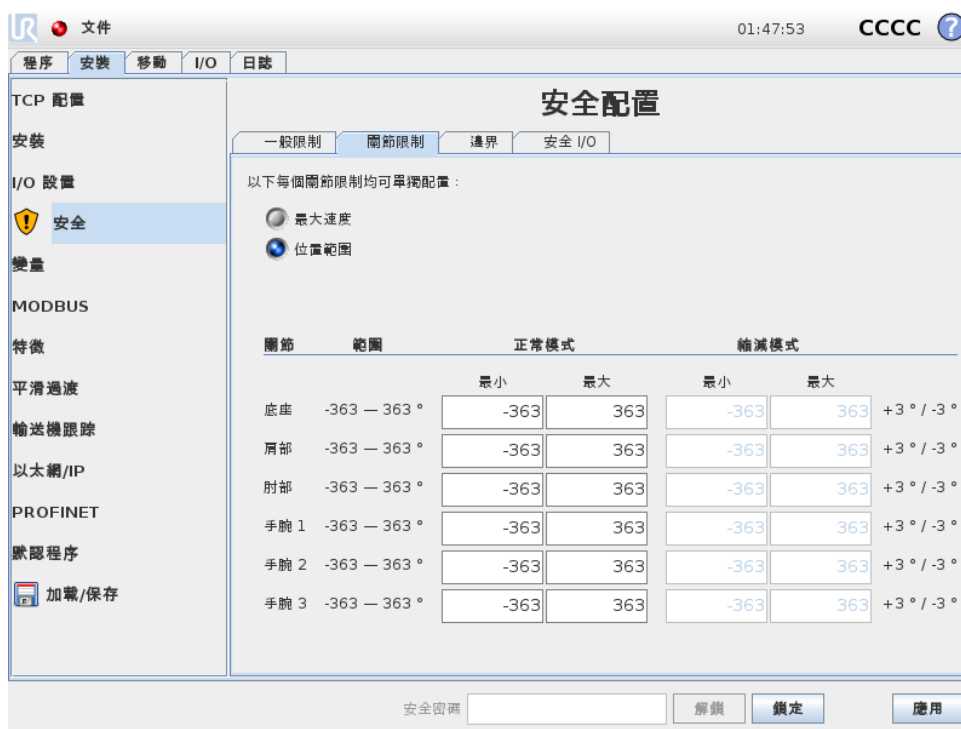 UR 文件 01:47:53 CCCC ?
程序 安裝 移動 I/O 日誌
TCP 配置
安裝
I/O 設置
安全
變量
MODBUS
特徵
平滑過渡
輸送機跟踪
以太網/IP
PROFINET
默認程序
加載/保存
安全配置
一般限制 關節限制 邊界 安全 I/O
以下每個關節限制均可單獨配置：
最大速度
位置範圍
關節 範圍 正常模式 縮減模式
最小 最大 最小 最大
底座 -363 — 363 ° -363 363 -363 363 +3 ° / -3 °
肩部 -363 — 363 ° -363 363 -363 363 +3 ° / -3 °
肘部 -363 — 363 ° -363 363 -363 363 +3 ° / -3 °
手腕 1 -363 — 363 ° -363 363 -363 363 +3 ° / -3 °
手腕 2 -363 — 363 ° -363 363 -363 363 +3 ° / -3 °
手腕 3 -363 — 363 ° -363 363 -363 363 +3 ° / -3 °
安全密碼 解鎖 鎖定 應用